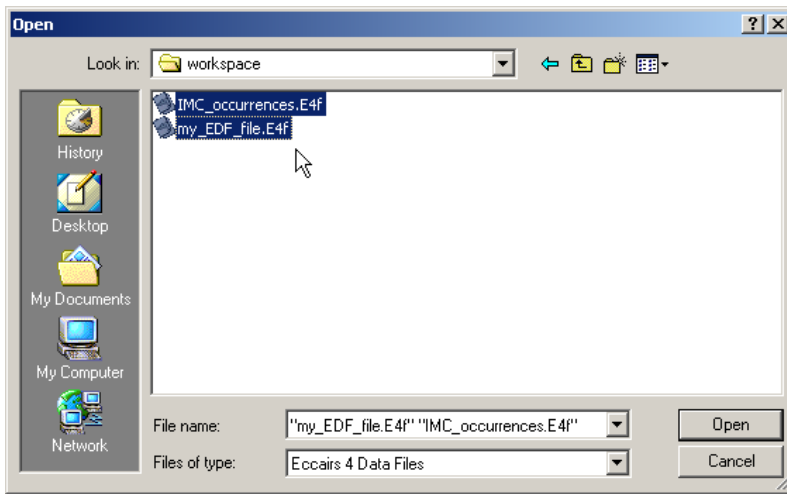 Open
Look in: workspace
IMC_occurrences.E4f
my_EDF_file.E4f
History
Desktop
My Documents
My Computer
Network
File name: "my_EDF_file.E4f" "IMC_occurrences.E4f" Open
Files of type: Eccairs 4 Data Files Cancel